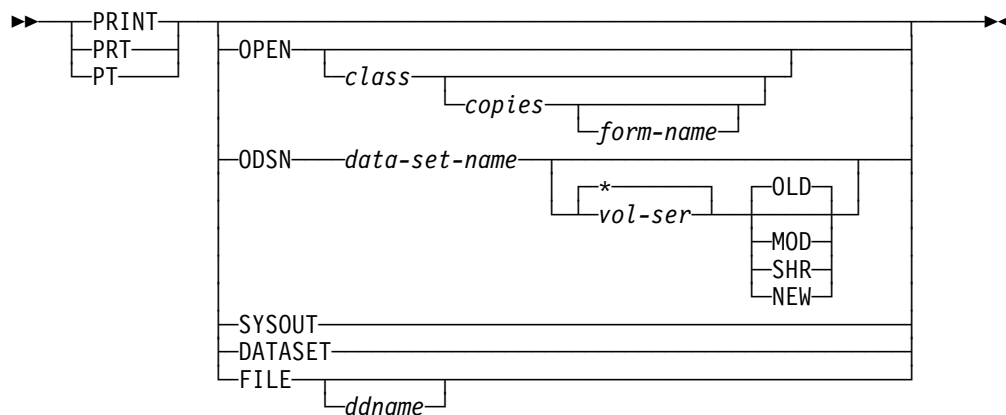 PRINT
PRT
PT
OPEN
class
copies
form-name
ODSN data-set-name
* OLD
vol-ser
MOD
SHR
NEW
SYSOUT
DATASET
FILE
ddname